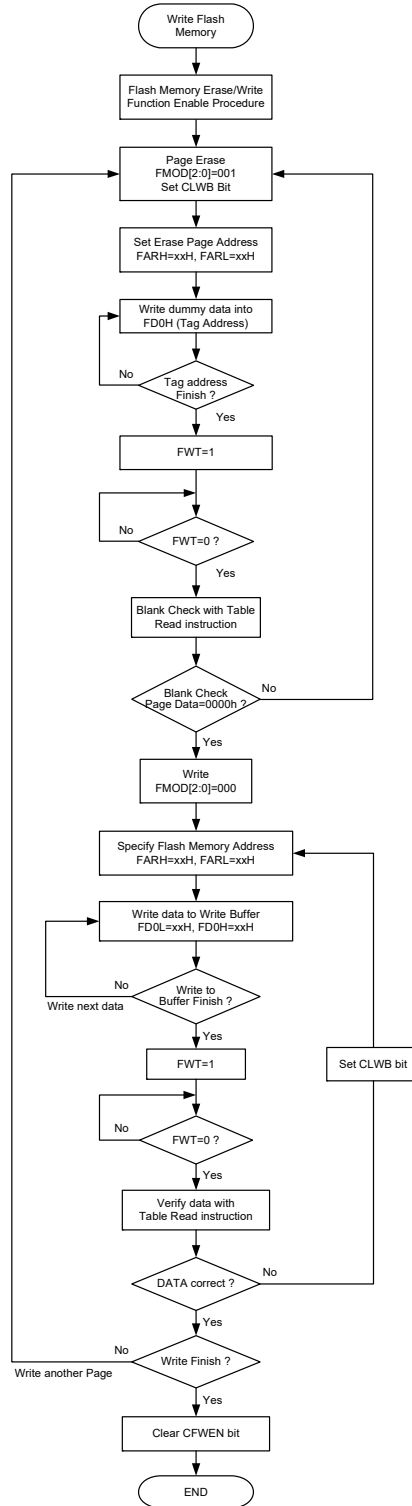 Write Flash
Memory
Flash Memory Erase/Write
Function Enable Procedure
Page Erase
FMOD[2:0]=001
Set CLWB Bit
Set Erase Page Address
FARH=xxH, FARL=xxH
Write dummy data into
FD0H (Tag Address)
No
Tag address
Finish ?
Yes
FWT=1
No
FWT=0 ?
Yes
Blank Check with Table
Read instruction
Blank Check
Page Data=0000h ?
No
Yes
Write
FMOD[2:0]=000
Specify Flash Memory Address
FARH=xxH, FARL=xxH
Write data to Write Buffer
FD0L=xxH, FD0H=xxH
No
Write next data
Write to
Buffer Finish ?
Yes
Set CLWB bit
FWT=1
No
FWT=0 ?
Yes
Verify data with
Table Read instruction
DATA correct ?
No
Yes
No
Write another Page
Write Finish ?
Yes
Clear CFWEN bit
END